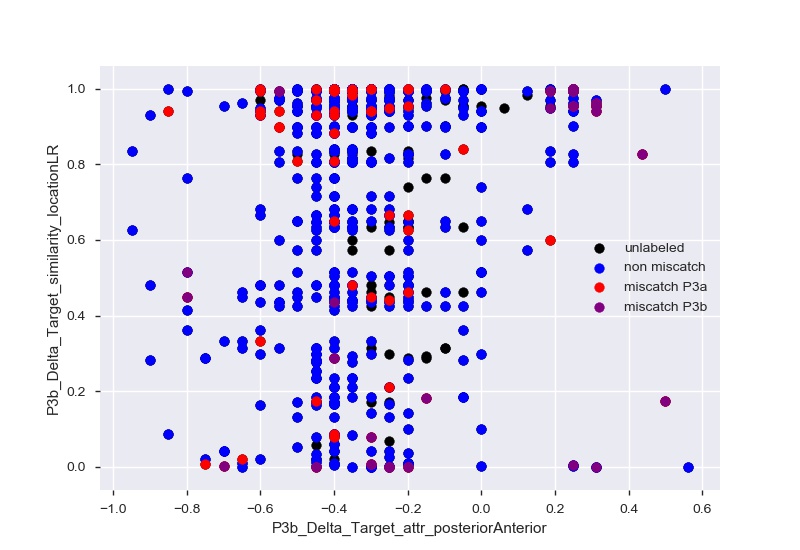 1.0
0.8
0.6
0.4
0.2
0.0
P3b_Delta_Target_similarity_locationLR
unlabeled
non miscatch
miscatch P3a
miscatch P3b
−1.0 −0.8 −0.6 −0.4 −0.2 0.0 0.2 0.4 0.6
P3b_Delta_Target_attr_posteriorAnterior